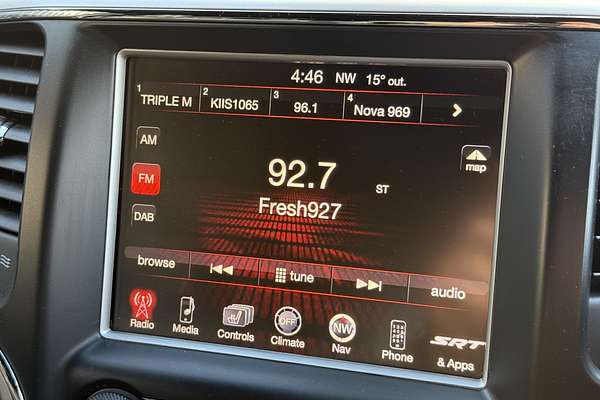 4:46 NW 15° out.
1 TRIPLE M 2 KIIS1065 3 96.1 4 Nova 969
AM
FM
DAB
92.7 ST
Fresh927
map
browse tune audio
Radio Media Controls OFF Climate NW Nav Phone SRT & Apps